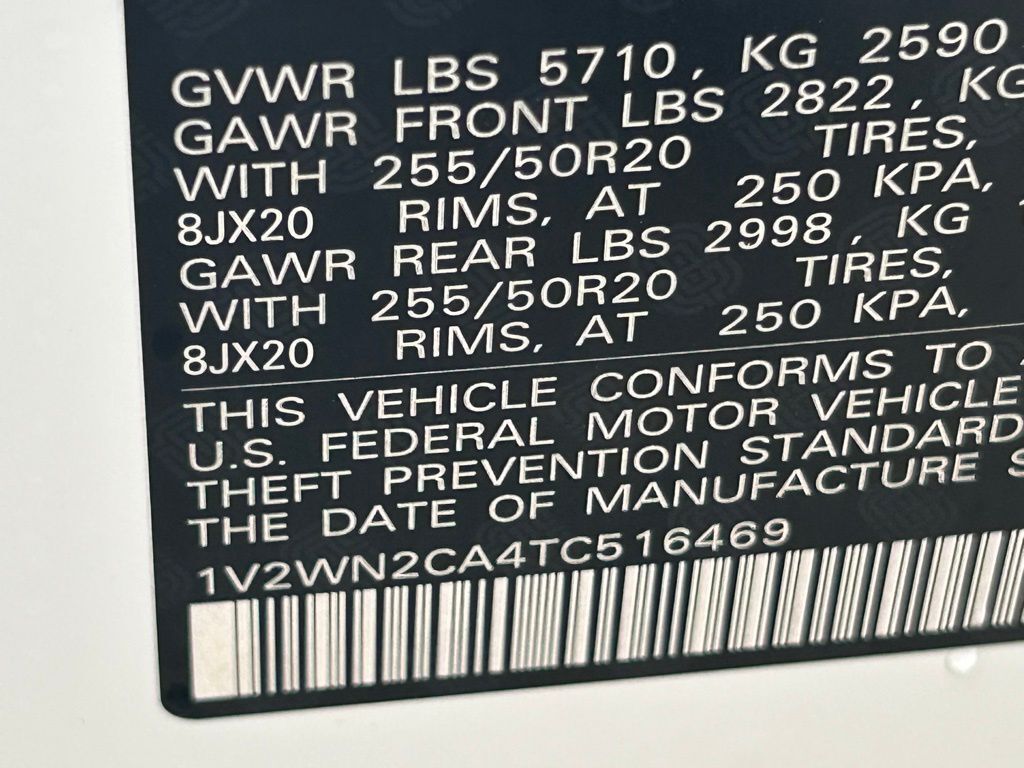 GVWR LBS 5710, KG 2590
GAWR FRONT LBS 2822, KG
WITH 255/50R20 TIRES,
8JX20 RIMS, AT 250 KPA,
GAWR REAR LBS 2998, KG
WITH 255/50R20 TIRES,
8JX20 RIMS, AT 250 KPA,
THIS VEHICLE CONFORMS TO
U.S. FEDERAL MOTOR VEHICLE
THEFT PREVENTION STANDARD
THE DATE OF MANUFACTURE S
1V2WN2CA4TC516469